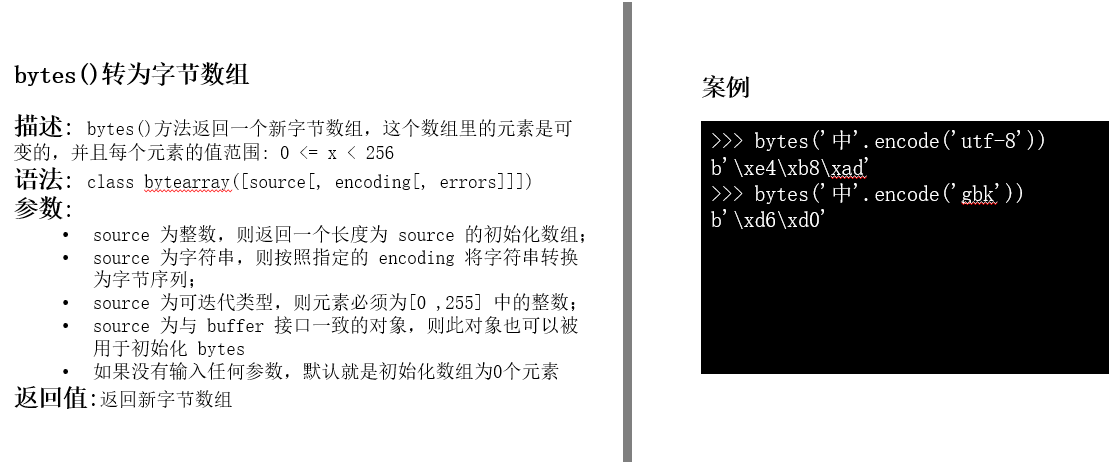 bytes()转为字节数组
描述: bytes()方法返回一个新字节数组，这个数组里的元素是可
变的，并且每个元素的值范围: 0 <= x < 256
语法: class bytearray([source[, encoding[, errors]]])
参数:
• source 为整数，则返回一个长度为 source 的初始化数组;
• source 为字符串，则按照指定的 encoding 将字符串转换
为字节序列;
• source 为可迭代类型，则元素必须为[0 ,255] 中的整数;
• source 为与 buffer 接口一致的对象，则此对象也可以被
用于初始化 bytes
• 如果没有输入任何参数，默认就是初始化数组为0个元素
返回值:返回新字节数组
案例
>>> bytes('中'.encode('utf-8'))
b'\xe4\xb8\xad'
>>> bytes('中'.encode('gbk'))
b'\xd6\xd0'